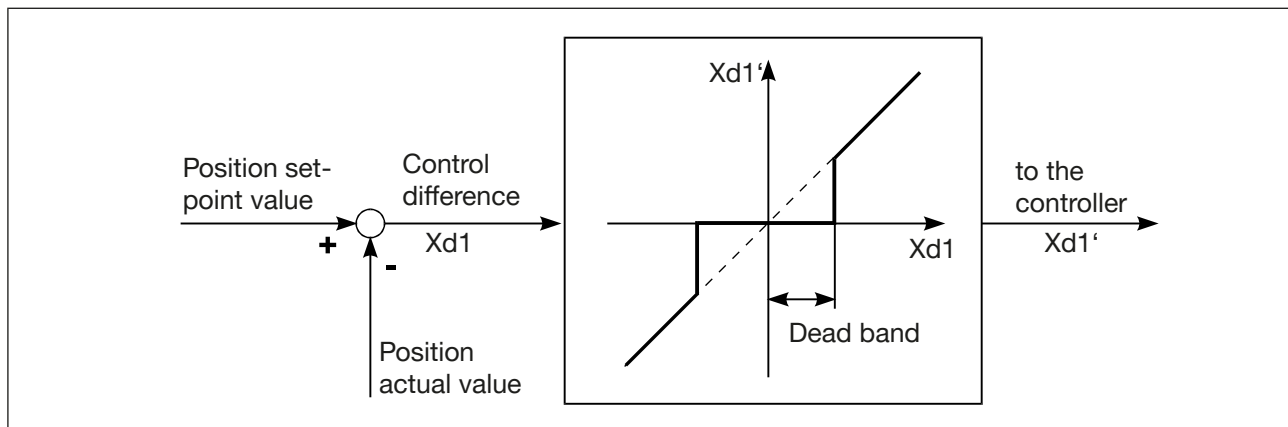 Position set-
point value
+
-
Position
actual value
Control
difference
Xd1
Xd1‘
Xd1
Dead band
to the
controller
Xd1‘